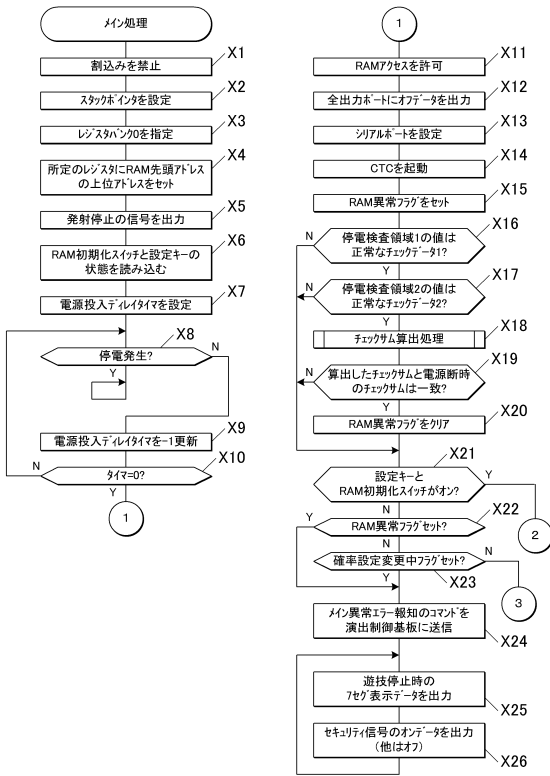 メイン処理
割込みを禁止
X1
スタックポインタを設定
X2
レジスタバンク0を指定
X3
所定のレジスタにRAM先頭アドレス
の上位アドレスをセット
X4
発射停止の信号を出力
X5
RAM初期化スイッチと設定キーの
状態を読み込む
X6
電源投入ディレイタイマを設定
X7
停電発生?
X8
N
Y
電源投入ディレイタイマを-1更新
X9
タイマ=0?
X10
N
Y
1
1
RAMアクセスを許可
X11
全出力ポートにオフデータを出力
X12
シリアルポートを設定
X13
CTCを起動
X14
RAM異常フラグをセット
X15
停電検査領域1の値は
正常なチェックデータ1?
X16
N
Y
停電検査領域2の値は
正常なチェックデータ2?
X17
N
Y
チェックサム算出処理
X18
算出したチェックサムと電源断時
のチェックサムは一致?
X19
N
Y
RAM異常フラグをクリア
X20
設定キーと
RAM初期化スイッチがオン?
X21
Y
N
2
RAM異常フラグセット?
X22
Y
N
確率設定変更中フラグセット?
X23
N
Y
3
メイン異常エラー報知のコマンドを
演出制御基板に送信
X24
遊技停止時の
7セグ表示データを出力
X25
セキュリティ信号のオンデータを出力
(他はオフ)
X26